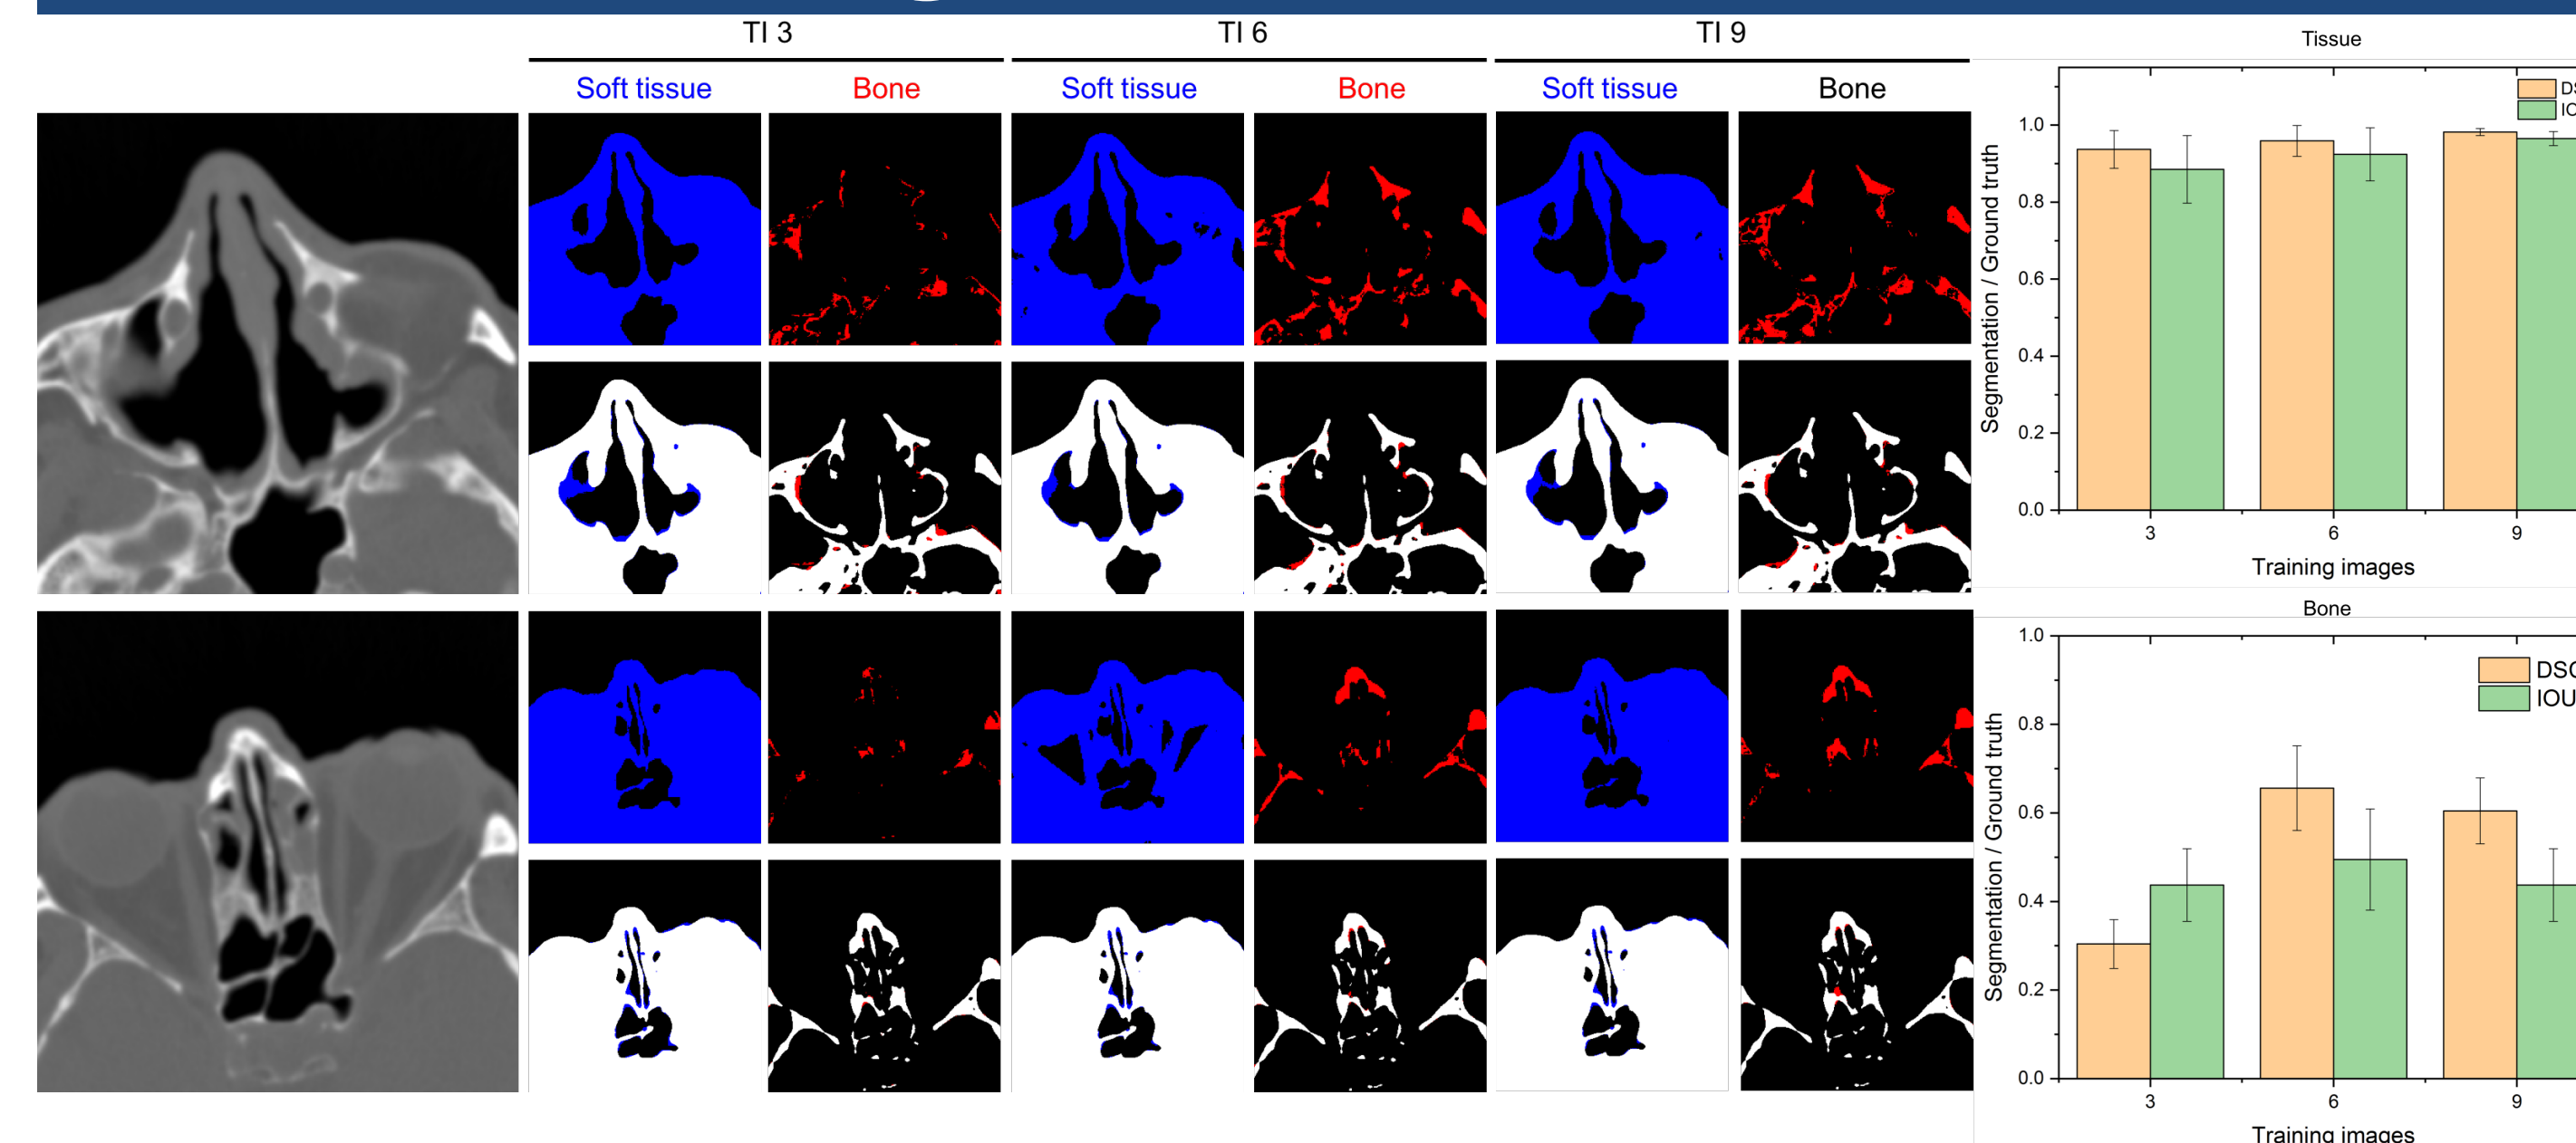 TI 3
TI 6
TI 9
Soft tissue
Bone
Soft tissue
Bone
Soft tissue
Bone
Tissue
1.0
0.8
0.6
0.4
0.2
0.0
Segmentation / Ground truth
3
6
9
Training images
Bone
DSC
IOU
1.0
0.8
0.6
0.4
0.2
0.0
Segmentation / Ground truth
3
6
9
Training images